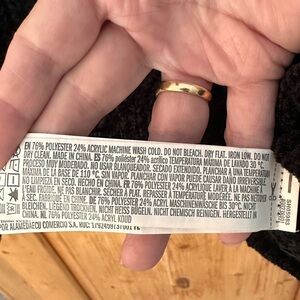 EN 76% POLYESTER 24% ACRYLIC MACHINE WASH COLD. DO NOT BLEACH. DRY FLAT. IRON LOW. DO NOT
DRY CLEAN. MADE IN CHINA. ES 76% poliéster 24% acrílico TEMPERATURA MÁXIMA DE LAVADO 30 °C.
PROCESO MUY MODERADO. NO USAR BLANQUEADOR. SECADO EXTENDIDO. PLANCHAR A UNA TEMPERATURA
MÁXIMA DE LA BASE DE 110 °C, SIN VAPOR. PLANCHAR CON VAPOR PUEDE CAUSAR DAÑO IRREVERSIBLE.
NO LIMPIEZA EN SECO. HECHO EN CHINA. FR 76% POLYESTER 24% ACRYLIQUE LAVER À LA MACHINE À
L'EAU FROIDE. NE PAS BLANCHIR. SÉCHER À PLAT. REPASSER À BASSE TEMPÉRATURE. NE PAS NETTOYER
À SEC. FABRIQUÉ EN CHINE. DE 76% POLYESTER 24% ACRYL MASCHINENWÄSCHE BIS 30°C. NICHT
BLEICHEN. LIEGEND TROCKNEN. NICHT HEISS BÜGELN. NICHT CHEMISCH REINIGEN. HERGESTELLT IN
CHINA. NL 76% POLYESTER 24% ACRYL KOUD